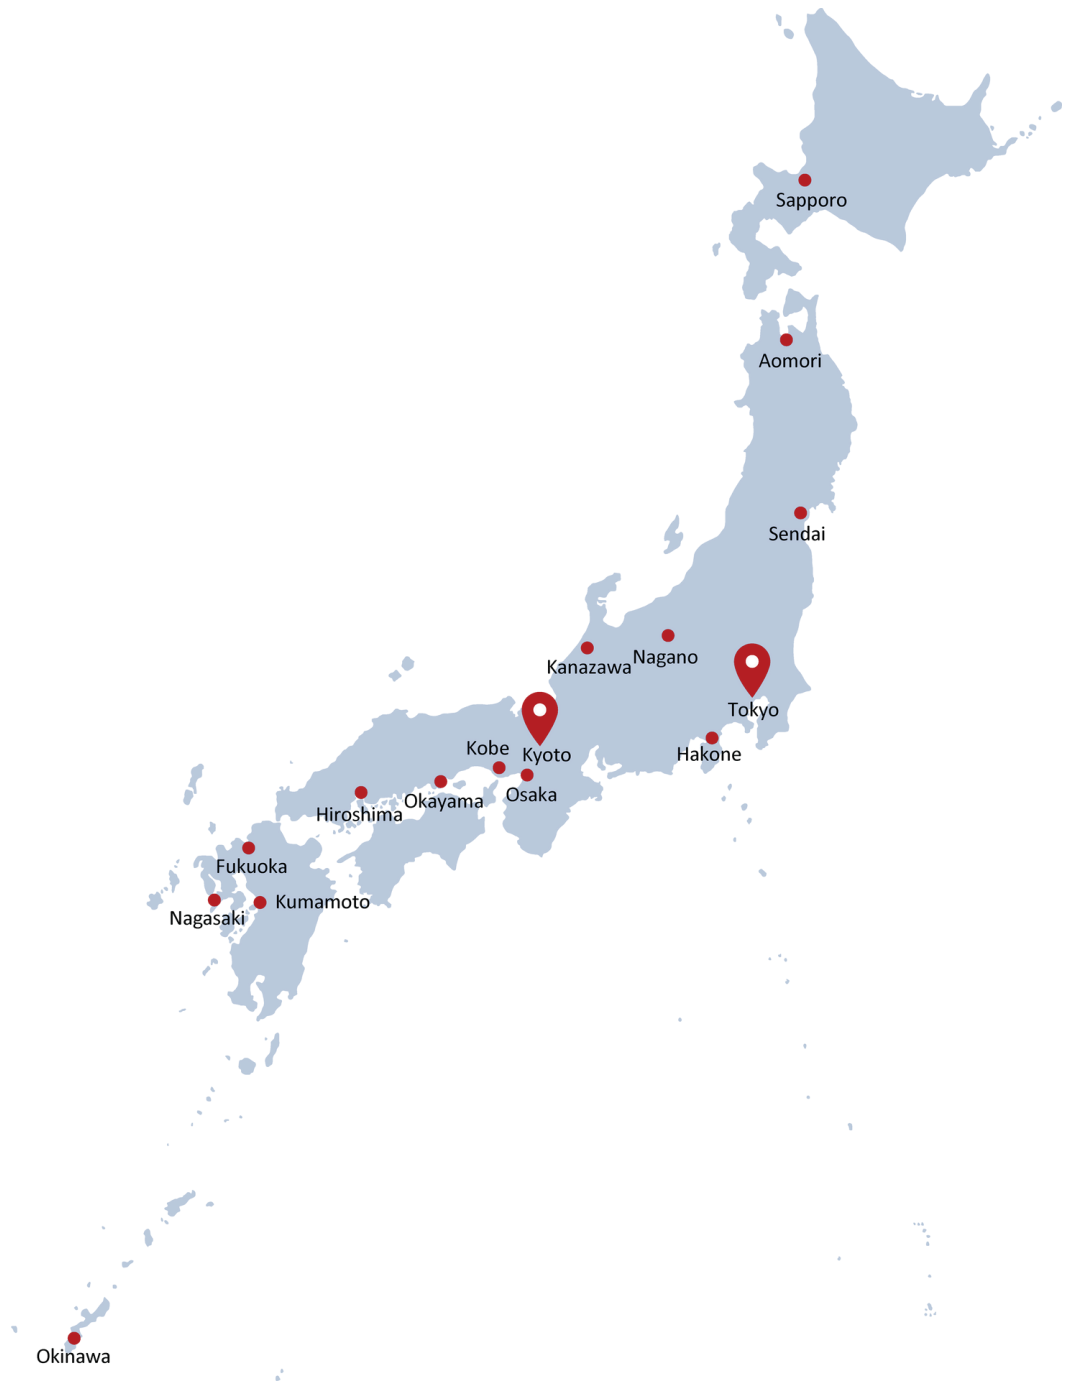 Sapporo
Aomori
Sendai
Kanazawa
Nagano
Tokyo
Kobe
Kyoto
Hakone
Hiroshima
Okayama
Osaka
Fukuoka
Kumamoto
Nagasaki
Okinawa